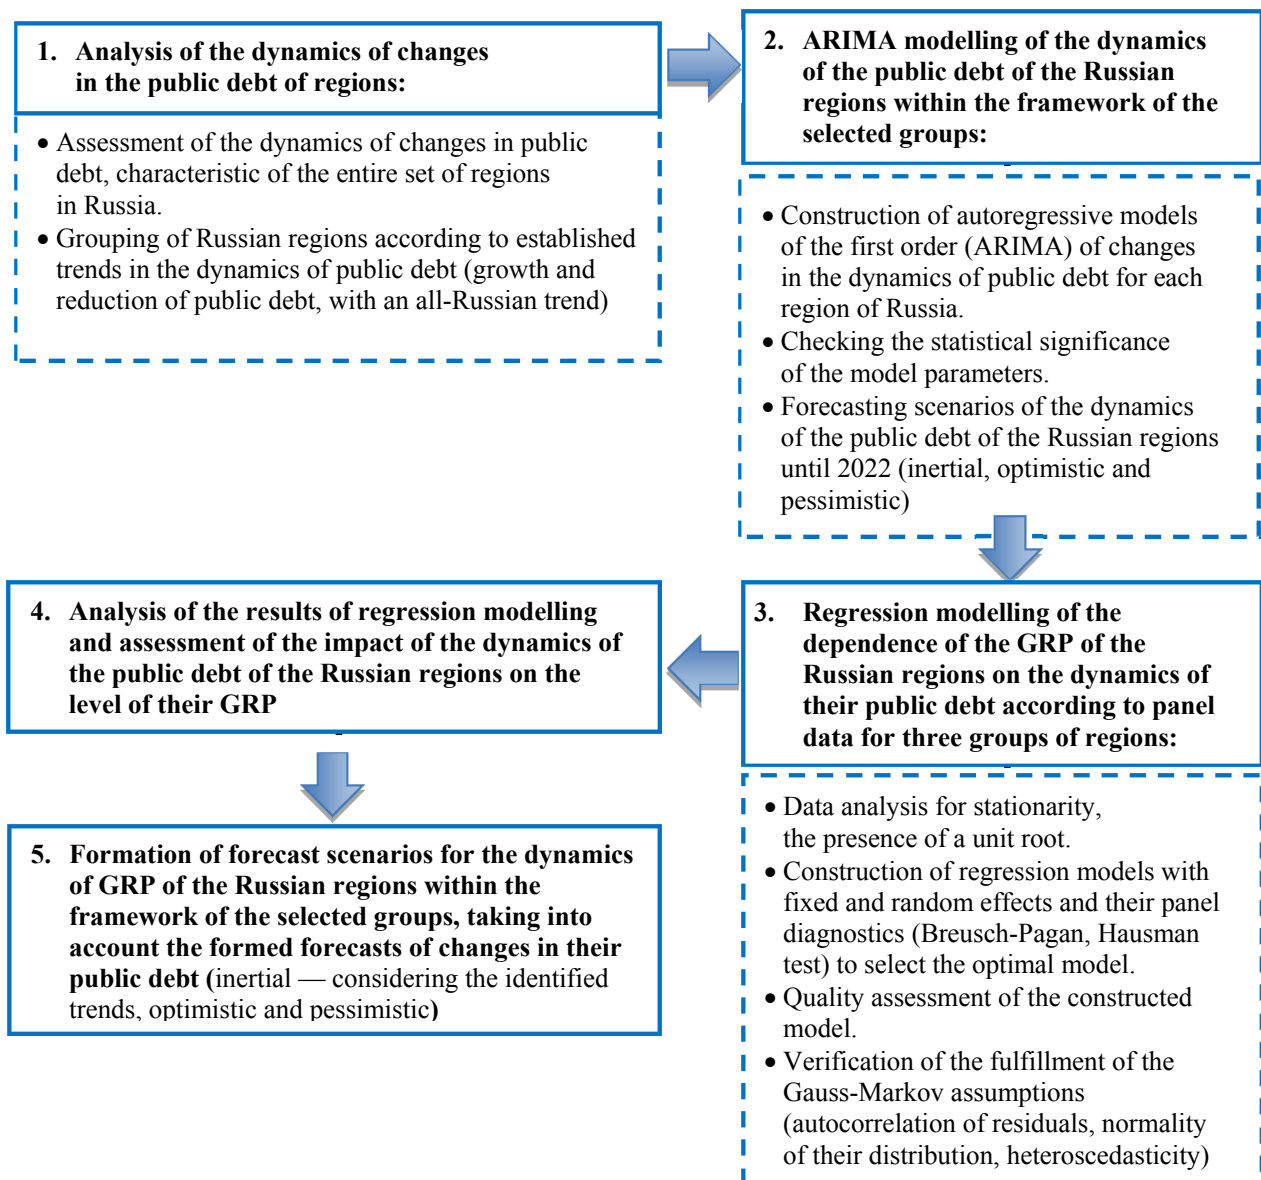 1. Analysis of the dynamics of changes
in the public debt of regions:
• Assessment of the dynamics of changes in public
debt, characteristic of the entire set of regions
in Russia.
• Grouping of Russian regions according to established
trends in the dynamics of public debt (growth and
reduction of public debt, with an all-Russian trend)
2. ARIMA modelling of the dynamics
of the public debt of the Russian
regions within the framework of the
selected groups:
• Construction of autoregressive models
of the first order (ARIMA) of changes
in the dynamics of public debt for each
region of Russia.
• Checking the statistical significance
of the model parameters.
• Forecasting scenarios of the dynamics
of the public debt of the Russian regions
until 2022 (inertial, optimistic and
pessimistic)
3. Regression modelling of the
dependence of the GRP of the
Russian regions on the dynamics of
their public debt according to panel
data for three groups of regions:
• Data analysis for stationarity,
the presence of a unit root.
• Construction of regression models with
fixed and random effects and their panel
diagnostics (Breusch-Pagan, Hausman
test) to select the optimal model.
• Quality assessment of the constructed
model.
• Verification of the fulfillment of the
Gauss-Markov assumptions
(autocorrelation of residuals, normality
of their distribution, heteroscedasticity)
4. Analysis of the results of regression modelling
and assessment of the impact of the dynamics of
the public debt of the Russian regions on the
level of their GRP
5. Formation of forecast scenarios for the dynamics
of GRP of the Russian regions within the
framework of the selected groups, taking into
account the formed forecasts of changes in their
public debt (inertial — considering the identified
trends, optimistic and pessimistic)